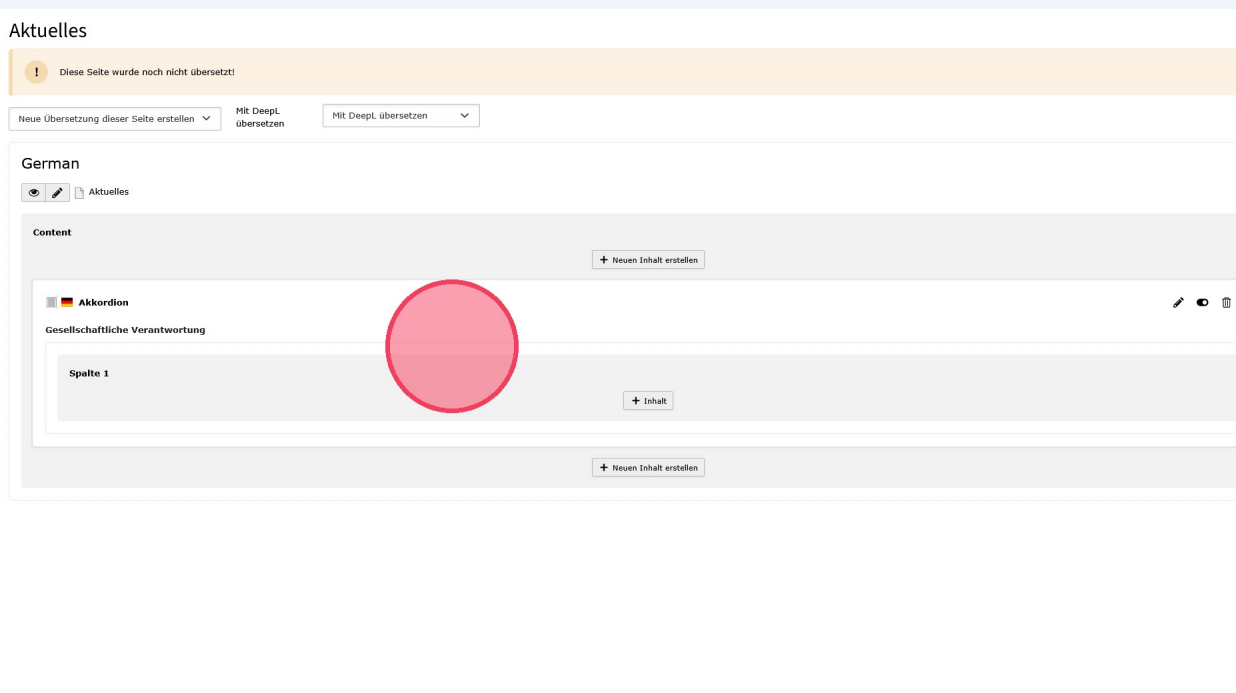 Aktuelles
! Diese Seite wurde noch nicht übersetzt!
Neue Übersetzung dieser Seite erstellen
Mit DeepL
übersetzen
Mit DeepL übersetzen
German
Aktuelles
Content
+ Neuen Inhalt erstellen
Akkordion
Gesellschaftliche Verantwortung
Spalte 1
+ Inhalt
+ Neuen Inhalt erstellen